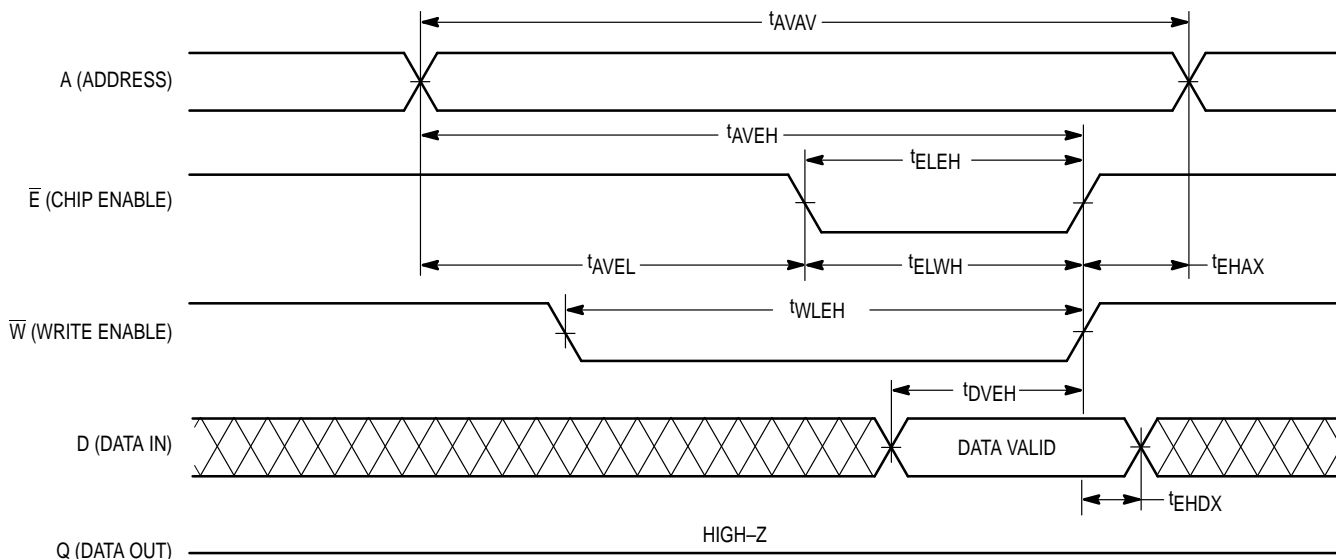 tAVAV
A (ADDRESS)
tAVEH
tELEH
E (CHIP ENABLE)
tAVEL
tELWH
tEHAX
tWLEH
W (WRITE ENABLE)
tDVEH
D (DATA IN)
DATA VALID
tEHDX
HIGH–Z
Q (DATA OUT)